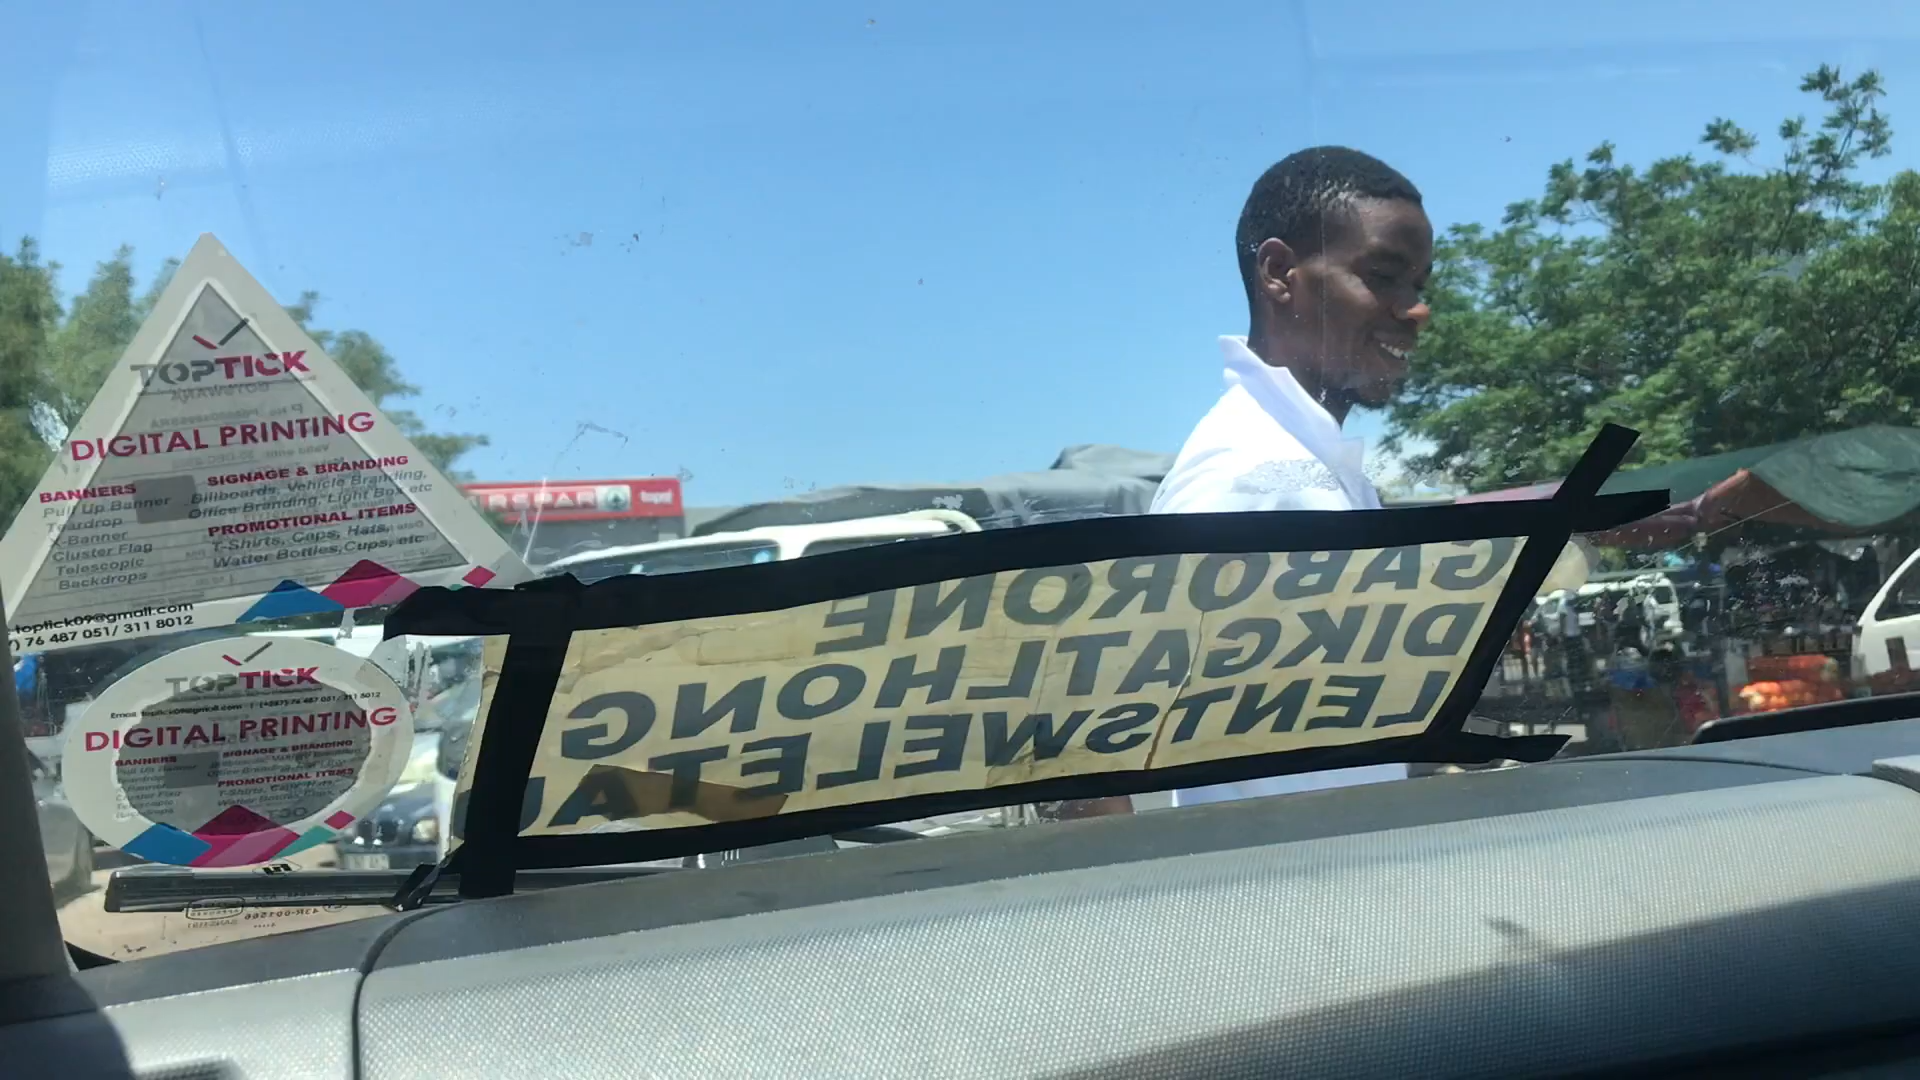 TOPTICK
DIGITAL PRINTING
BANNERS
Pull Up Banner
Teardrop
X-Banner
Cluster Flag
Telescopic
Backdrops
SIGNAGE & BRANDING
Billboards, Vehicle Branding,
Office Branding, Light Box etc
PROMOTIONAL ITEMS
T-Shirts, Caps, Hats,
Watter Bottles,Cups, etc
toptick09@gmail.com
76 487 051/ 311 8012
TOPTICK
DIGITAL PRINTING
BANNERS
SIGNAGE & BRANDING
PROMOTIONAL ITEMS
RSPAR
tops!
GABORONE
DIKGATLHONG
LENTSWELETAU